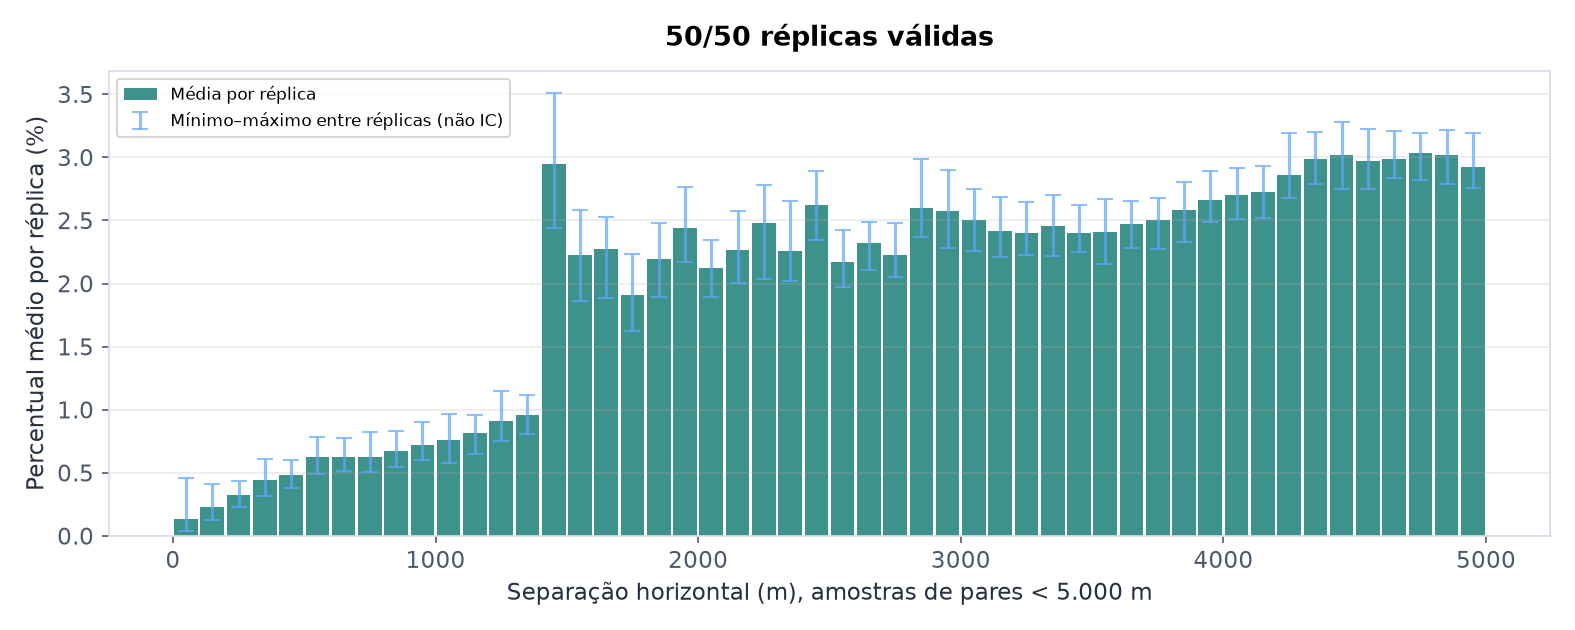 50/50 réplicas válidas
Média por réplica
Mínimo–máximo entre réplicas (não IC)
Percentual médio por réplica (%)
3.5
3.0
2.5
2.0
1.5
1.0
0.5
0.0
0 1000 2000 3000 4000 5000
Separação horizontal (m), amostras de pares < 5.000 m